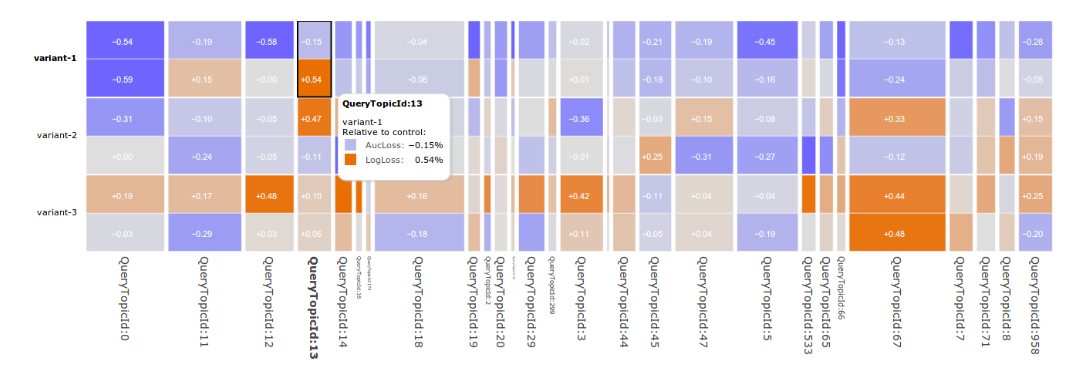 −0.54 −0.19 −0.58 −0.15 −0.04 −0.02 −0.21 −0.19 −0.45 −0.13 −0.28
variant-1
−0.59 +0.15 −0.00 +0.54 −0.08 +0.01 −0.18 −0.10 −0.16 −0.24 −0.05
−0.31 −0.10 −0.05 +0.47 −0.36 −0.03 +0.15 −0.08 +0.33 +0.15
variant-2
+0.00 −0.24 −0.05 −0.11 −0.01 +0.25 −0.31 −0.27 −0.12 +0.19
QueryTopicId:13
variant-1
Relative to control:
AucLoss: −0.15%
LogLoss: 0.54%
+0.19 +0.17 +0.48 +0.10 +0.16 +0.42 −0.11 +0.04 −0.04 +0.44 +0.25
variant-3
−0.03 −0.29 +0.03 +0.06 −0.18 +0.11 −0.05 +0.04 −0.19 +0.48 −0.20
QueryTopicId:0
QueryTopicId:11
QueryTopicId:12
QueryTopicId:13
QueryTopicId:14
QueryTopicId:18
QueryTopicId:19
QueryTopicId:2
QueryTopicId:20
QueryTopicId:29
QueryTopicId:299
QueryTopicId:3
QueryTopicId:44
QueryTopicId:45
QueryTopicId:47
QueryTopicId:5
QueryTopicId:533
QueryTopicId:65
QueryTopicId:66
QueryTopicId:67
QueryTopicId:7
QueryTopicId:71
QueryTopicId:8
QueryTopicId:958